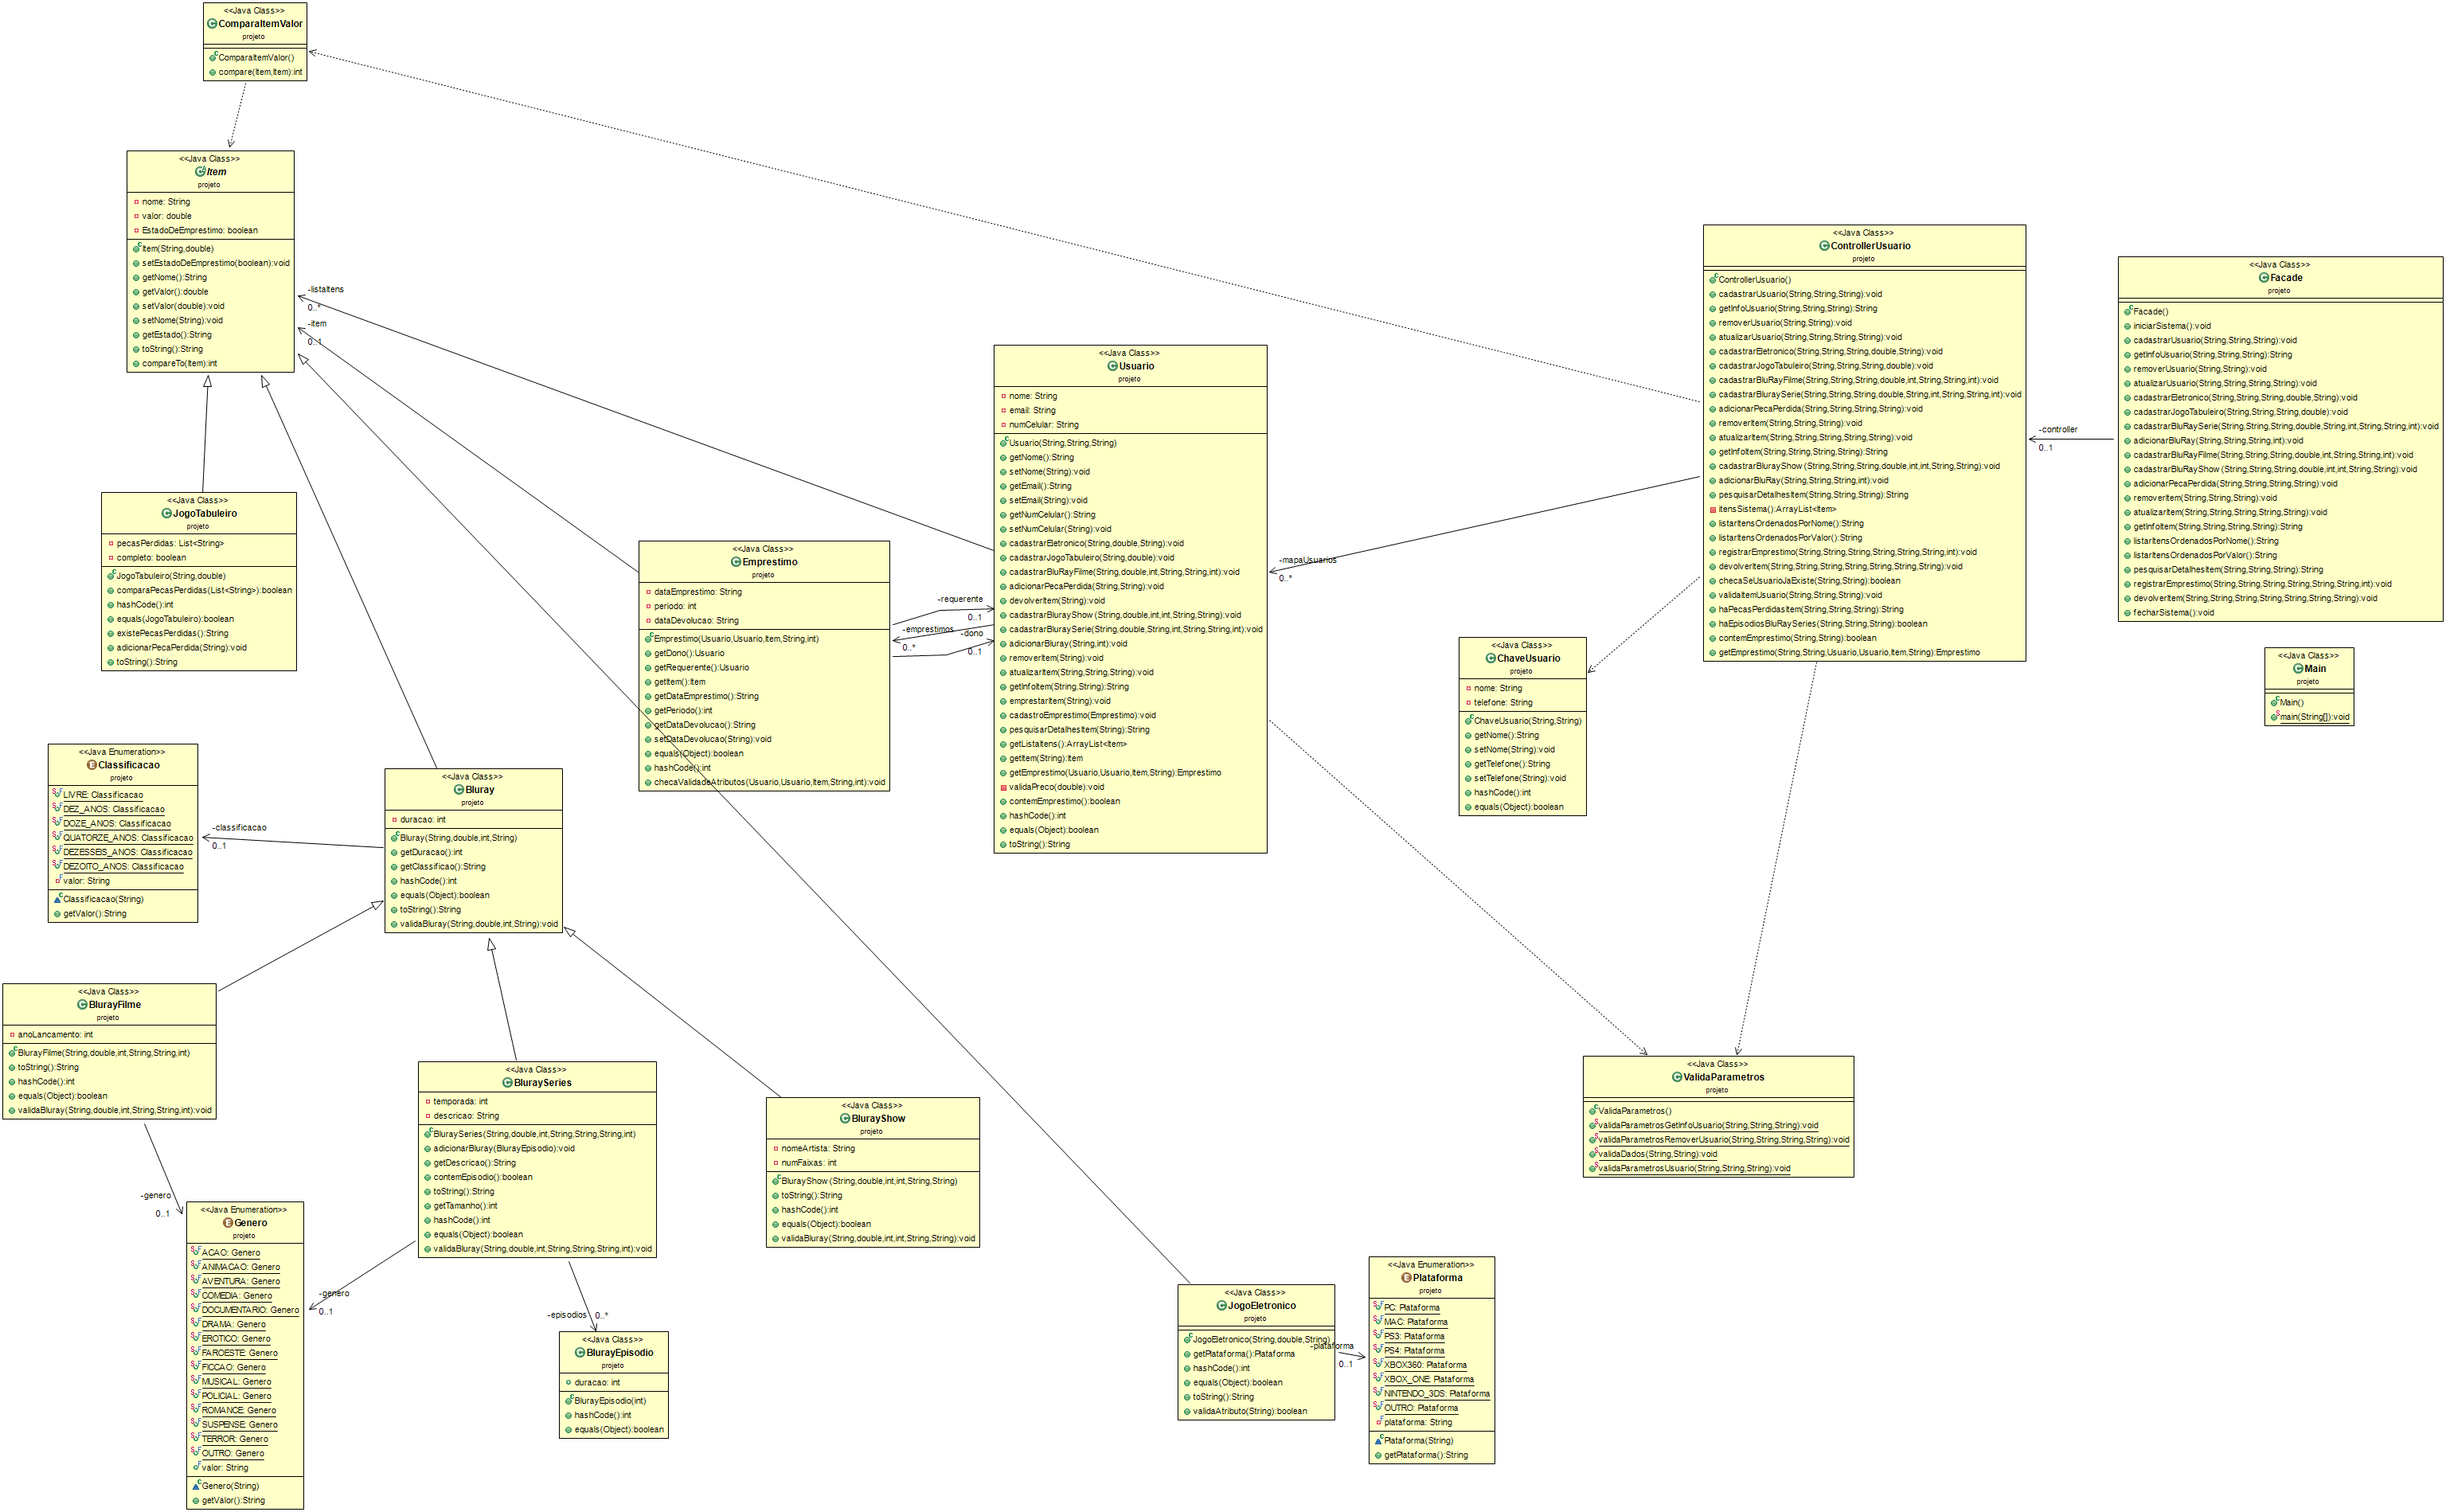 <<Java Class>>
ComparaItemValor
projeto
ComparaItemValor()
compare(Item,Item):int
<<Java Class>>
Item
projeto
nome: String
valor: double
EstadoDeEmprestimo: boolean
Item(String,double)
setEstadoDeEmprestimo(boolean):void
getNome():String
getValor():double
setValor(double):void
setNome(String):void
getEstado():String
toString():String
compareTo(Item):int
-listaItens
0..*
-item
0..1
<<Java Class>>
JogoTabuleiro
projeto
pecasPerdidas: List<String>
completo: boolean
JogoTabuleiro(String,double)
comparaPecasPerdidas(List<String>):boolean
hashCode():int
equals(JogoTabuleiro):boolean
existePecasPerdidas():String
adicionarPecaPerdida(String):void
toString():String
<<Java Class>>
Emprestimo
projeto
dataEmprestimo: String
periodo: int
dataDevolucao: String
Emprestimo(Usuario,Usuario,Item,String,int)
getDono():Usuario
getRequerente():Usuario
getItem():Item
getDataEmprestimo():String
getPeriodo():int
getDataDevolucao():String
setDataDevolucao(String):void
equals(Object):boolean
hashCode():int
checaValidadeAtributos(Usuario,Usuario,Item,String,int):void
-requerente
0..1
-emprestimos
0..*
-dono
0..1
<<Java Class>>
Usuario
projeto
nome: String
email: String
numCelular: String
Usuario(String,String,String)
getNome():String
setNome(String):void
getEmail():String
setEmail(String):void
getNumCelular():String
setNumCelular(String):void
cadastrarEletronico(String,double,String):void
cadastrarJogoTabuleiro(String,double):void
cadastrarBluRayFilme(String,double,int,String,String,int):void
adicionarPecaPerdida(String,String):void
devolverItem(String):void
cadastrarBlurayShow(String,double,int,int,String,String):void
cadastrarBluraySerie(String,double,String,int,String,String,int):void
adicionarBluray(String,int):void
removerItem(String):void
atualizarItem(String,String,String):void
getInfoItem(String,String):String
emprestarItem(String):void
cadastroEmprestimo(Emprestimo):void
pesquisarDetalhesItem(String):String
getListaItens():ArrayList<Item>
getItem(String):Item
getEmprestimo(Usuario,Usuario,Item,String):Emprestimo
validaPreco(double):void
contemEmprestimo():boolean
hashCode():int
equals(Object):boolean
toString():String
-mapaUsuarios
0..*
<<Java Class>>
ControllerUsuario
projeto
ControllerUsuario()
cadastrarUsuario(String,String,String):void
getInfoUsuario(String,String,String):String
removerUsuario(String,String):void
atualizarUsuario(String,String,String,String):void
cadastrarEletronico(String,String,String,double,String):void
cadastrarJogoTabuleiro(String,String,String,double):void
cadastrarBluRayFilme(String,String,String,double,int,String,String,int):void
cadastrarBluraySerie(String,String,String,double,String,int,String,String,int):void
adicionarPecaPerdida(String,String,String,String):void
removerItem(String,String,String):void
atualizarItem(String,String,String,String,String):void
getInfoItem(String,String,String,String):String
cadastrarBlurayShow(String,String,String,double,int,int,String,String):void
adicionarBluRay(String,String,String,int):void
pesquisarDetalhesItem(String,String,String):String
itensSistema():ArrayList<Item>
listarItensOrdenadosPorNome():String
listarItensOrdenadosPorValor():String
registrarEmprestimo(String,String,String,String,String,String,int):void
devolverItem(String,String,String,String,String,String,String):void
checaSeUsuarioJaExiste(String,String):boolean
validaItemUsuario(String,String,String):void
haPecasPerdidasItem(String,String,String):String
haEpisodiosBluRaySeries(String,String,String):boolean
contemEmprestimo(String,String):boolean
getEmprestimo(String,String,Usuario,Usuario,Item,String):Emprestimo
-controller
0..1
<<Java Class>>
Facade
projeto
Facade()
iniciarSistema():void
cadastrarUsuario(String,String,String):void
getInfoUsuario(String,String,String):String
removerUsuario(String,String):void
atualizarUsuario(String,String,String,String):void
cadastrarEletronico(String,String,String,double,String):void
cadastrarJogoTabuleiro(String,String,String,double):void
cadastrarBluRaySerie(String,String,String,double,String,int,String,String,int):void
adicionarBluRay(String,String,String,int):void
cadastrarBluRayFilme(String,String,String,double,int,String,String,int):void
cadastrarBluRayShow(String,String,String,double,int,int,String,String):void
adicionarPecaPerdida(String,String,String,String):void
removerItem(String,String,String):void
atualizarItem(String,String,String,String,String):void
getInfoItem(String,String,String,String):String
listarItensOrdenadosPorNome():String
listarItensOrdenadosPorValor():String
pesquisarDetalhesItem(String,String,String):String
registrarEmprestimo(String,String,String,String,String,String,int):void
devolverItem(String,String,String,String,String,String,String):void
fecharSistema():void
<<Java Class>>
ChaveUsuario
projeto
nome: String
telefone: String
ChaveUsuario(String,String)
getNome():String
setNome(String):void
getTelefone():String
setTelefone(String):void
hashCode():int
equals(Object):boolean
<<Java Class>>
Main
projeto
Main()
main(String[]):void
<<Java Enumeration>>
Classificacao
projeto
LIVRE: Classificacao
DEZ_ANOS: Classificacao
DOZE_ANOS: Classificacao
QUATORZE_ANOS: Classificacao
DEZESSEIS_ANOS: Classificacao
DEZOITO_ANOS: Classificacao
valor: String
Classificacao(String)
getValor():String
-classificacao
0..1
<<Java Class>>
Bluray
projeto
duracao: int
Bluray(String,double,int,String)
getDuracao():int
getClassificao():String
hashCode():int
equals(Object):boolean
toString():String
validaBluray(String,double,int,String):void
<<Java Class>>
BlurayFilme
projeto
anoLancamento: int
BlurayFilme(String,double,int,String,String,int)
toString():String
hashCode():int
equals(Object):boolean
validaBluray(String,double,int,String,String,int):void
-genero
0..1
<<Java Class>>
BluraySeries
projeto
temporada: int
descricao: String
BluraySeries(String,double,int,String,String,String,int)
adicionarBluray(BlurayEpisodio):void
getDescricao():String
contemEpisodio():boolean
toString():String
getTamanho():int
hashCode():int
equals(Object):boolean
validaBluray(String,double,int,String,String,String,int):void
-genero
0..1
-episodios
0..*
<<Java Class>>
BlurayShow
projeto
nomeArtista: String
numFaixas: int
BlurayShow(String,double,int,int,String,String)
toString():String
hashCode():int
equals(Object):boolean
validaBluray(String,double,int,int,String,String):void
<<Java Class>>
ValidaParametros
projeto
ValidaParametros()
validaParametrosGetInfoUsuario(String,String,String):void
validaParametrosRemoverUsuario(String,String,String,String):void
validaDados(String,String):void
validaParametrosUsuario(String,String,String):void
<<Java Enumeration>>
Genero
projeto
ACAO: Genero
ANIMACAO: Genero
AVENTURA: Genero
COMEDIA: Genero
DOCUMENTARIO: Genero
DRAMA: Genero
EROTICO: Genero
FAROESTE: Genero
FICCAO: Genero
MUSICAL: Genero
POLICIAL: Genero
ROMANCE: Genero
SUSPENSE: Genero
TERROR: Genero
OUTRO: Genero
valor: String
Genero(String)
getValor():String
<<Java Class>>
BlurayEpisodio
projeto
duracao: int
BlurayEpisodio(int)
hashCode():int
equals(Object):boolean
<<Java Class>>
JogoEletronico
projeto
JogoEletronico(String,double,String)
getPlataforma():Plataforma
hashCode():int
equals(Object):boolean
toString():String
validaAtributo(String):boolean
-plataforma
0..1
<<Java Enumeration>>
Plataforma
projeto
PC: Plataforma
MAC: Plataforma
PS3: Plataforma
PS4: Plataforma
XBOX360: Plataforma
XBOX_ONE: Plataforma
NINTENDO_3DS: Plataforma
OUTRO: Plataforma
plataforma: String
Plataforma(String)
getPlataforma():String